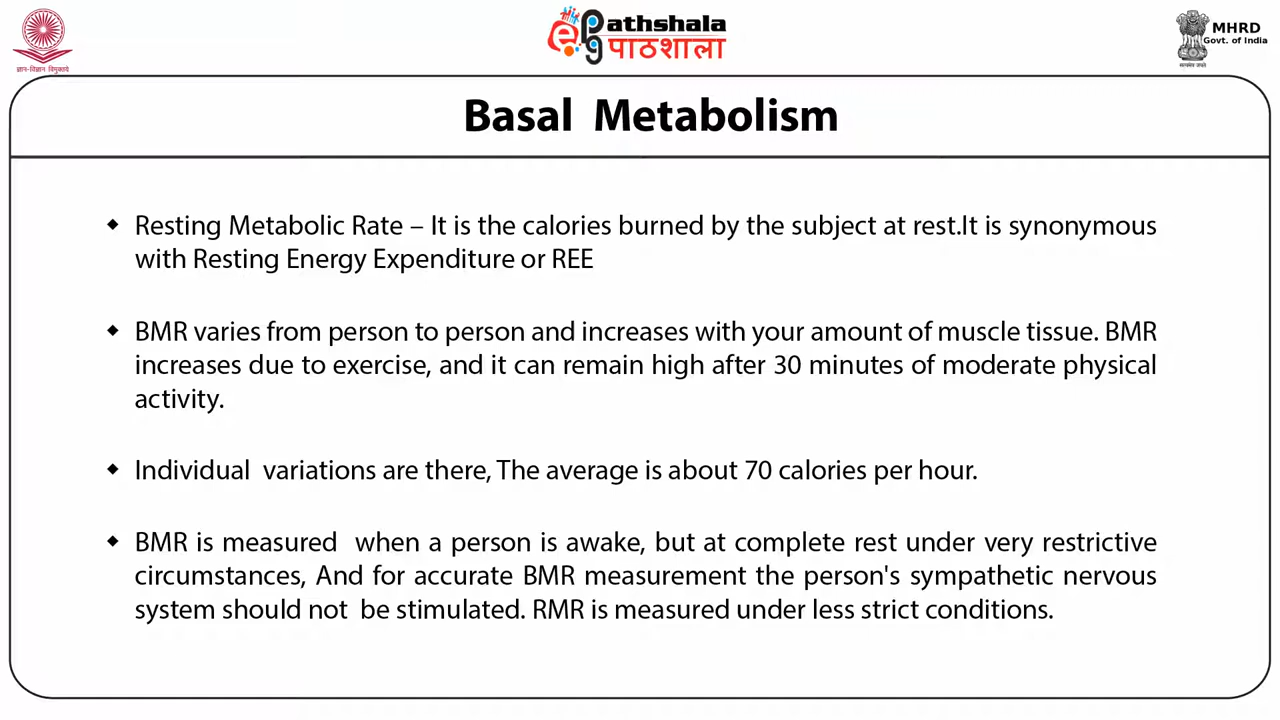 ज्ञान-विज्ञान विमुक्तये
ePathshala
पाठशाला
MHRD
Govt. of India
सत्यमेव जयते
Basal Metabolism
◆ Resting Metabolic Rate – It is the calories burned by the subject at rest.It is synonymous
with Resting Energy Expenditure or REE
◆ BMR varies from person to person and increases with your amount of muscle tissue. BMR
increases due to exercise, and it can remain high after 30 minutes of moderate physical
activity.
◆ Individual variations are there, The average is about 70 calories per hour.
◆ BMR is measured when a person is awake, but at complete rest under very restrictive
circumstances, And for accurate BMR measurement the person's sympathetic nervous
system should not be stimulated. RMR is measured under less strict conditions.